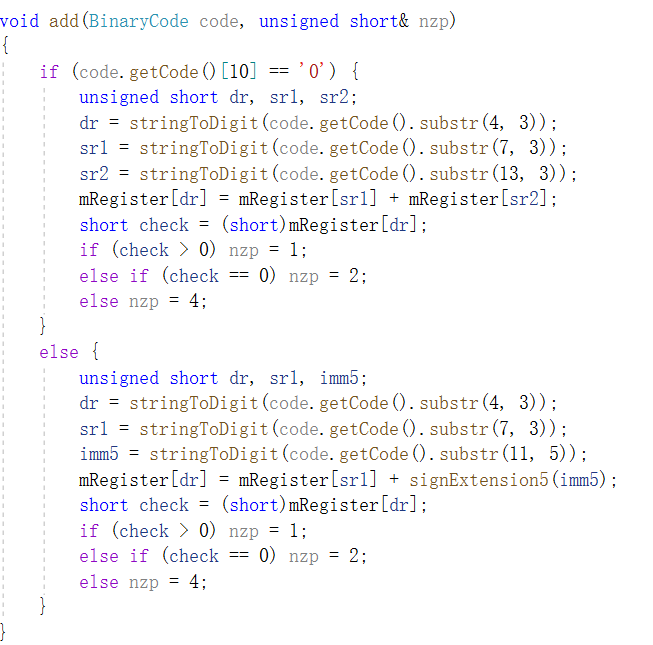 void add(BinaryCode code, unsigned short& nzp)
{
    if (code.getCode()[10] == '0') {
        unsigned short dr, sr1, sr2;
        dr = stringToDigit(code.getCode().substr(4, 3));
        sr1 = stringToDigit(code.getCode().substr(7, 3));
        sr2 = stringToDigit(code.getCode().substr(13, 3));
        mRegister[dr] = mRegister[sr1] + mRegister[sr2];
        short check = (short)mRegister[dr];
        if (check > 0) nzp = 1;
        else if (check == 0) nzp = 2;
        else nzp = 4;
    }
    else {
        unsigned short dr, sr1, imm5;
        dr = stringToDigit(code.getCode().substr(4, 3));
        sr1 = stringToDigit(code.getCode().substr(7, 3));
        imm5 = stringToDigit(code.getCode().substr(11, 5));
        mRegister[dr] = mRegister[sr1] + signExtension5(imm5);
        short check = (short)mRegister[dr];
        if (check > 0) nzp = 1;
        else if (check == 0) nzp = 2;
        else nzp = 4;
    }
}